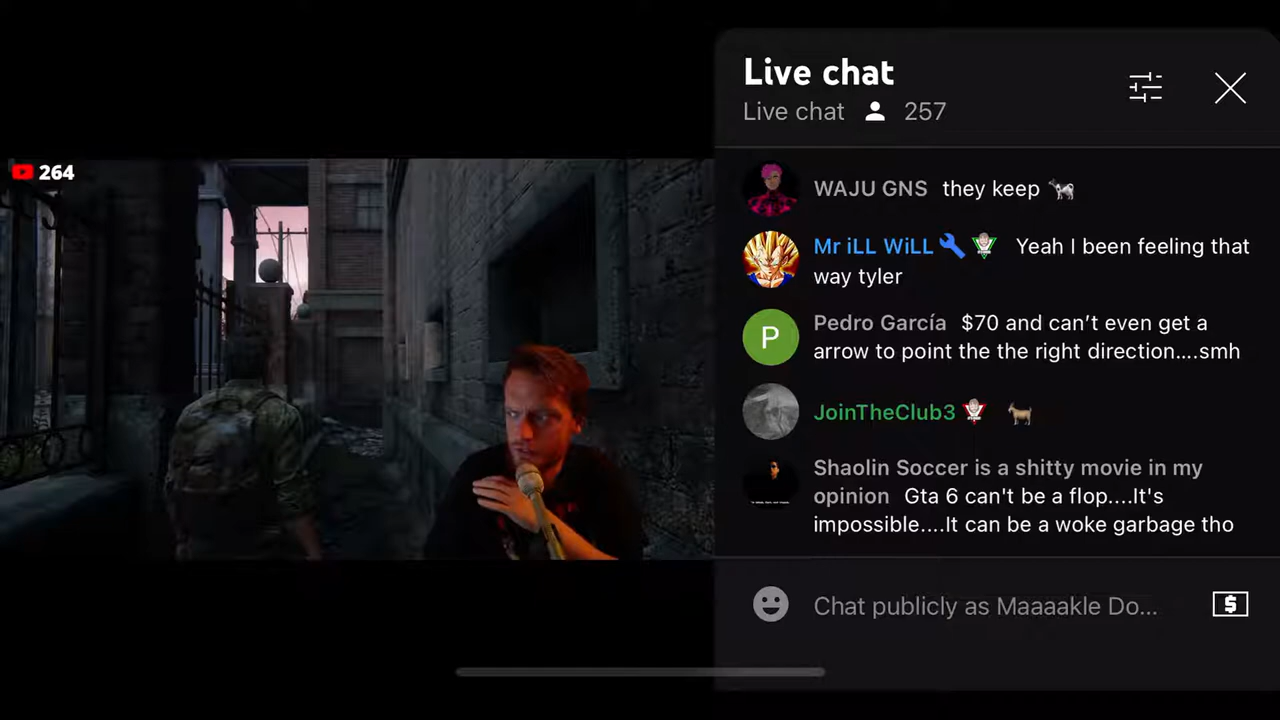 Live chat
Live chat 257
264
WAJU GNS they keep 🐄
Mr iLL WiLL Yeah I been feeling that
way tyler
P
Pedro García $70 and can’t even get a
arrow to point the the right direction....smh
JoinTheClub3 🐐
Shaolin Soccer is a shitty movie in my
opinion Gta 6 can't be a flop....It's
impossible....It can be a woke garbage tho
Chat publicly as Maaaakle Do...
$